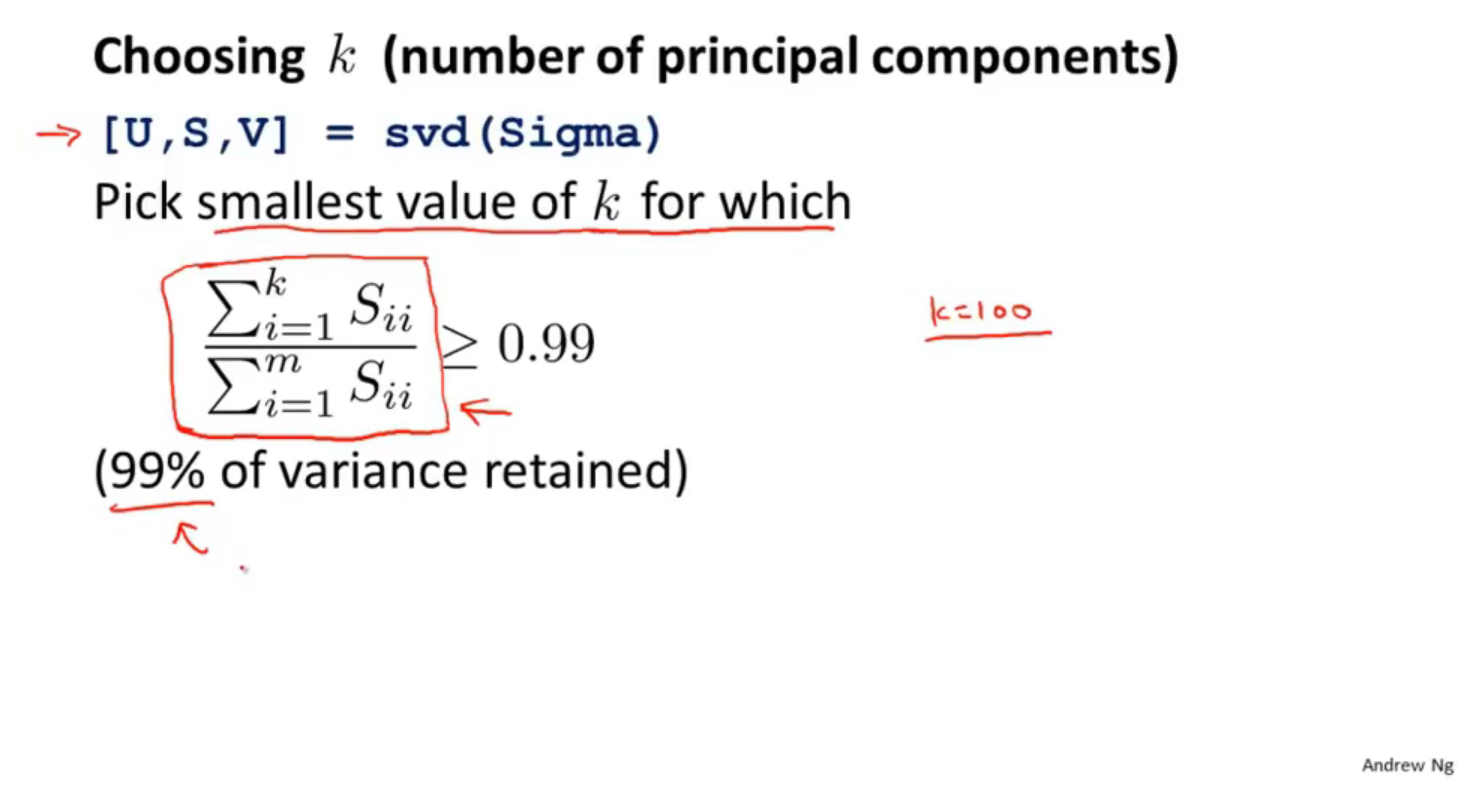 Choosing k (number of principal components)
→ [U,S,V] = svd(Sigma)
Pick smallest value of k for which
\frac{\sum_{i=1}^{k} S_{ii}}{\sum_{i=1}^{m} S_{ii}} ≥ 0.99
k=100
(99% of variance retained)
Andrew Ng